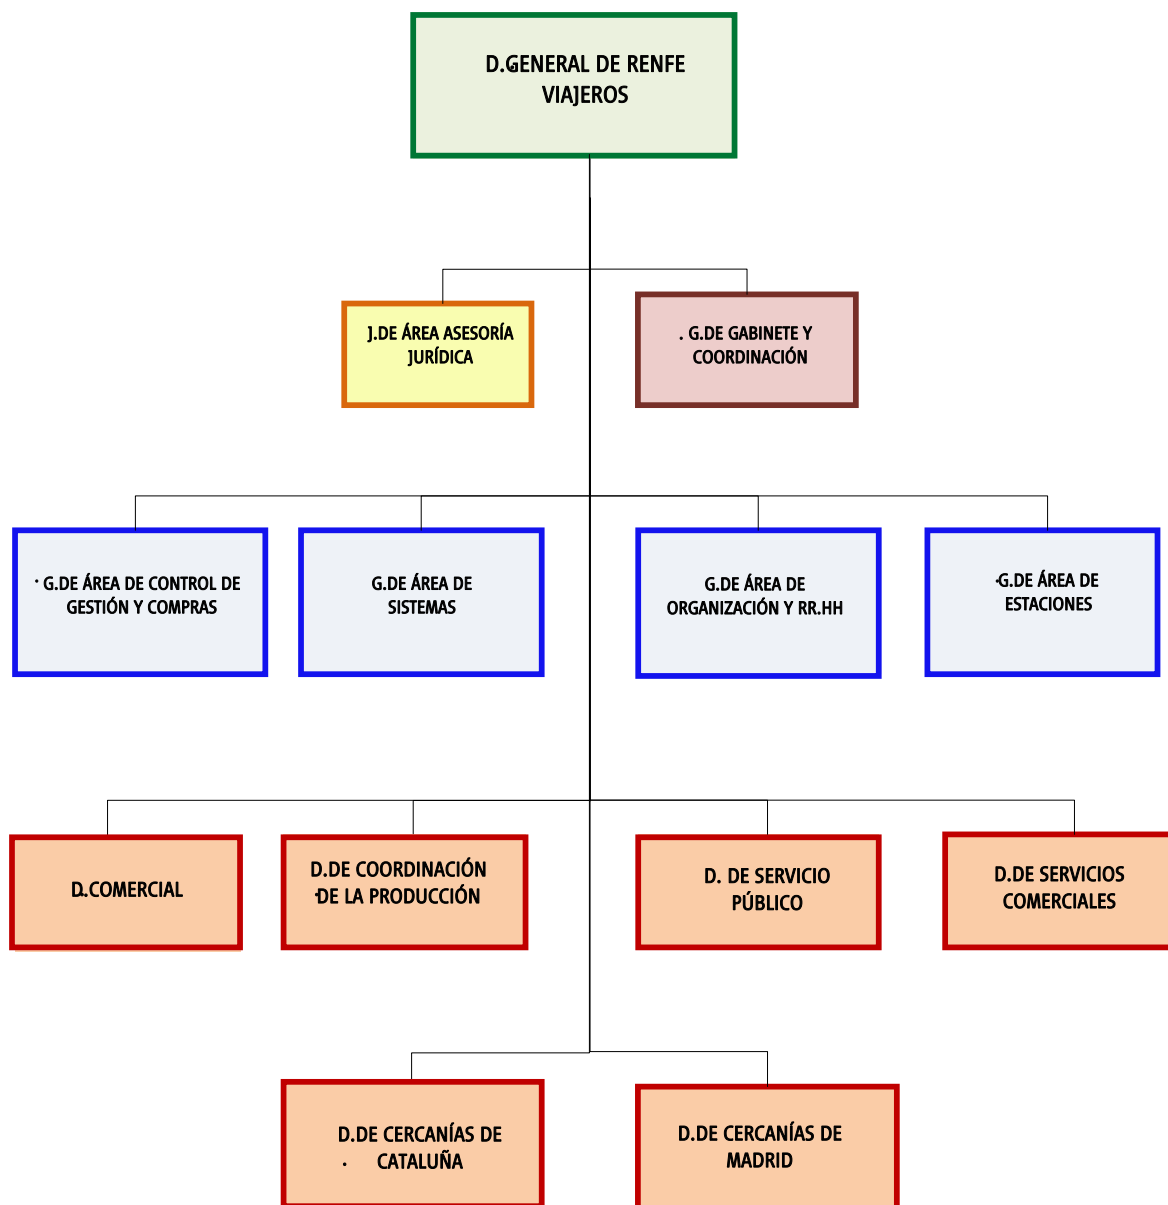 D.GENERAL DE RENFE
VIAJEROS
J.DE ÁREA ASESORÍA
JURÍDICA
. G.DE GABINETE Y
COORDINACIÓN
. G.DE ÁREA DE CONTROL DE
GESTIÓN Y COMPRAS
G.DE ÁREA DE
SISTEMAS
G.DE ÁREA DE
ORGANIZACIÓN Y RR.HH
.G.DE ÁREA DE
ESTACIONES
D.COMERCIAL
D.DE COORDINACIÓN
.DE LA PRODUCCIÓN
D. DE SERVICIO
PÚBLICO
D.DE SERVICIOS
COMERCIALES
D.DE CERCANÍAS DE
. CATALUÑA
D.DE CERCANÍAS DE
MADRID